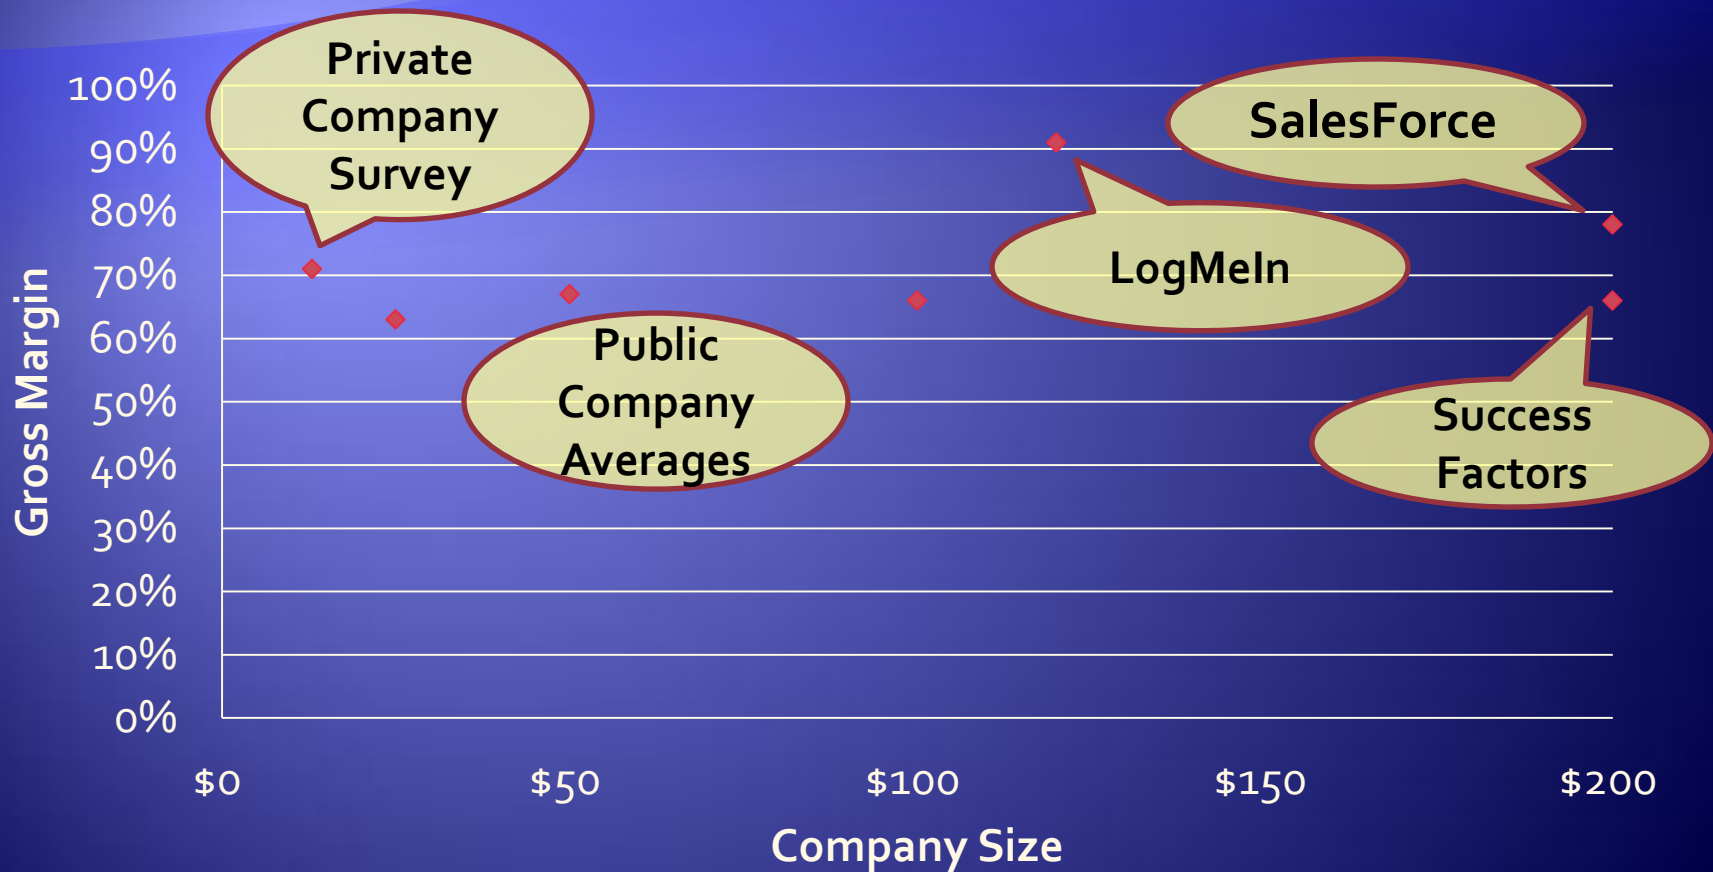 Private
Company
Survey
SalesForce
LogMeIn
Public
Company
Averages
Success
Factors
Gross Margin
100%
90%
80%
70%
60%
50%
40%
30%
20%
10%
0%
$0 $50 $100 $150 $200
Company Size